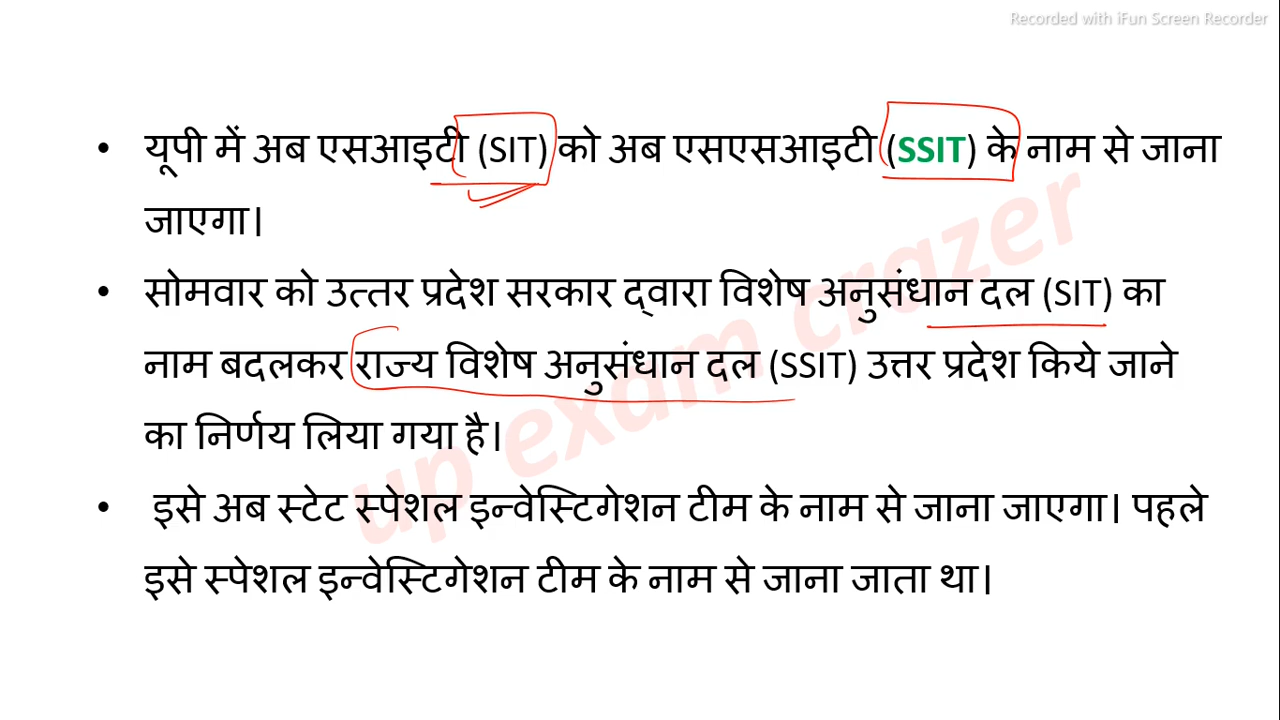 Recorded with iFun Screen Recorder
• यूपी में अब एसआइटी (SIT) को अब एसएसआइटी (SSIT) के नाम से जाना
जाएगा।
• सोमवार को उत्तर प्रदेश सरकार द्वारा विशेष अनुसंधान दल (SIT) का
नाम बदलकर राज्य विशेष अनुसंधान दल (SSIT) उत्तर प्रदेश किये जाने
का निर्णय लिया गया है।
• इसे अब स्टेट स्पेशल इन्वेस्टिगेशन टीम के नाम से जाना जाएगा। पहले
इसे स्पेशल इन्वेस्टिगेशन टीम के नाम से जाना जाता था।
up exam crazer